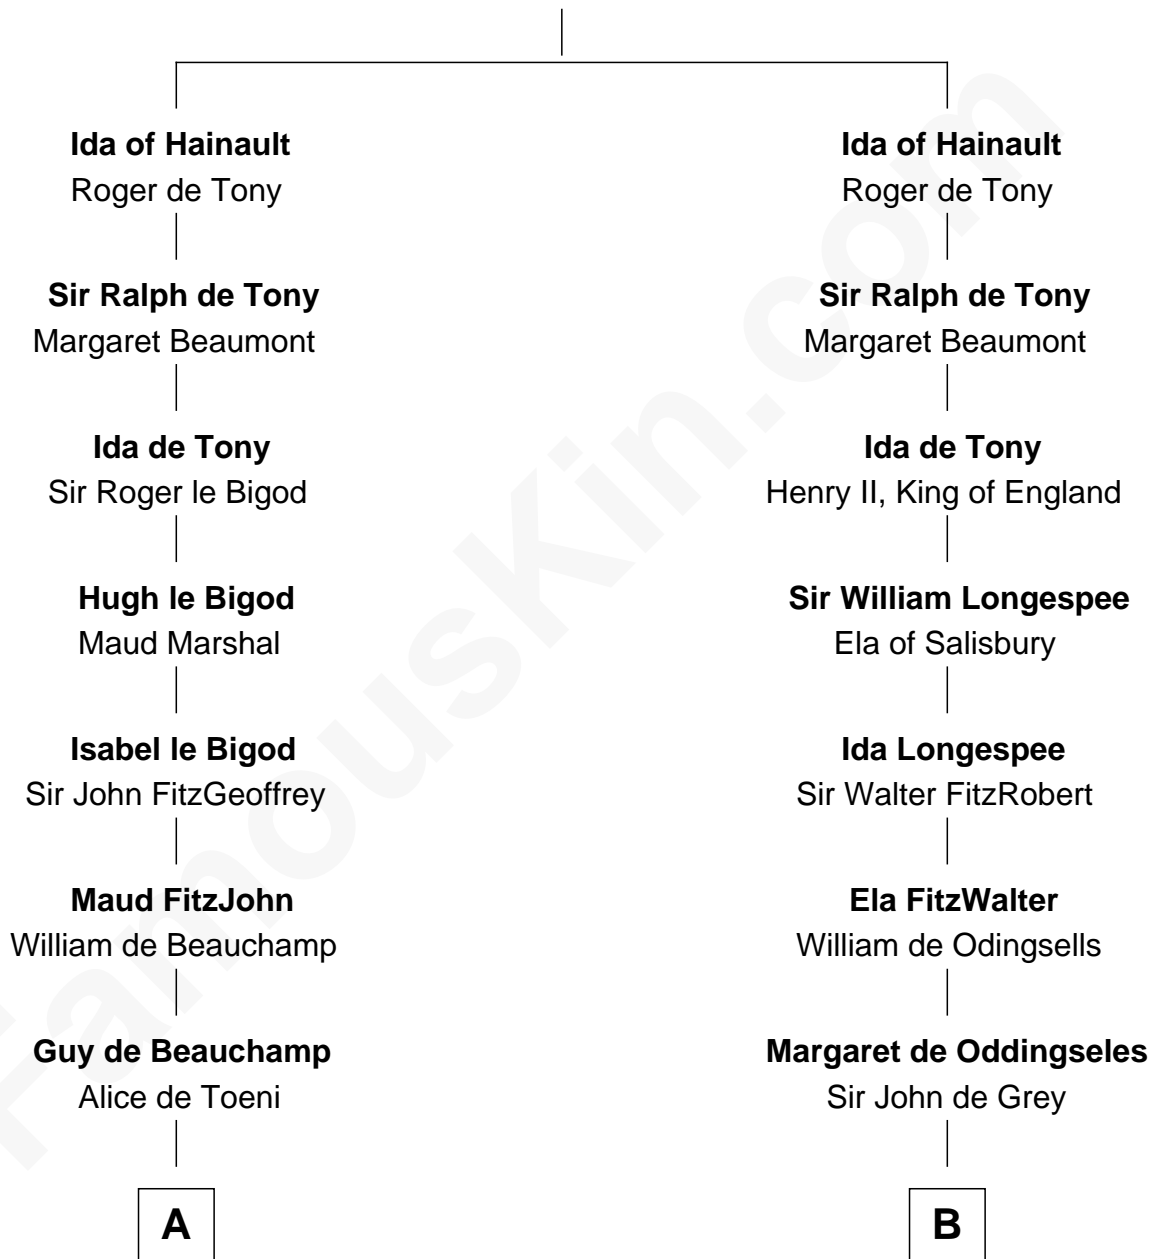 Ida of Hainault
Roger de Tony
Sir Ralph de Tony
Margaret Beaumont
Ida de Tony
Sir Roger le Bigod
Hugh le Bigod
Maud Marshal
Isabel le Bigod
Sir John FitzGeoffrey
Maud FitzJohn
William de Beauchamp
Guy de Beauchamp
Alice de Toeni
A
Ida of Hainault
Roger de Tony
Sir Ralph de Tony
Margaret Beaumont
Ida de Tony
Henry II, King of England
Sir William Longespee
Ela of Salisbury
Ida Longespee
Sir Walter FitzRobert
Ela FitzWalter
William de Odingsells
Margaret de Oddingseles
Sir John de Grey
B
FamousKin.com